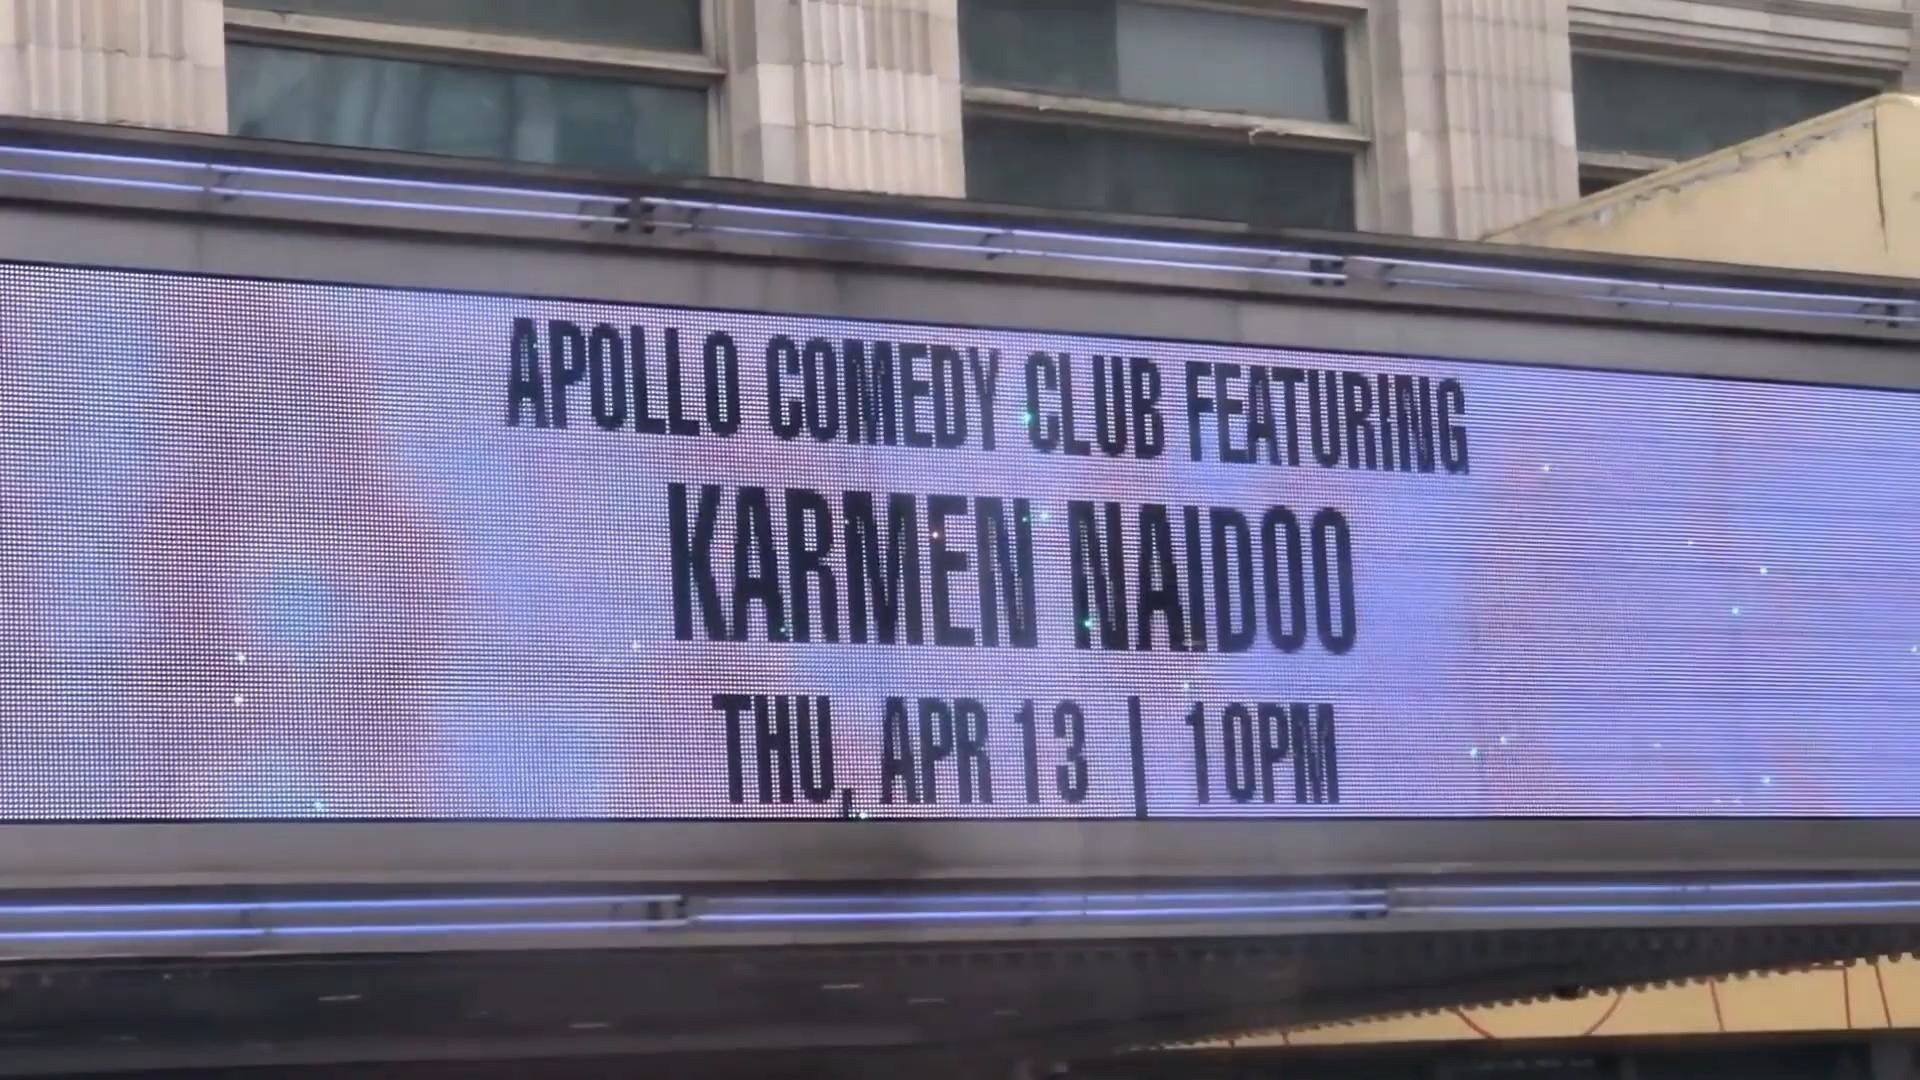 APOLLO COMEDY CLUB FEATURING
KARMEN NAIDOO
THU, APR 13 | 10PM